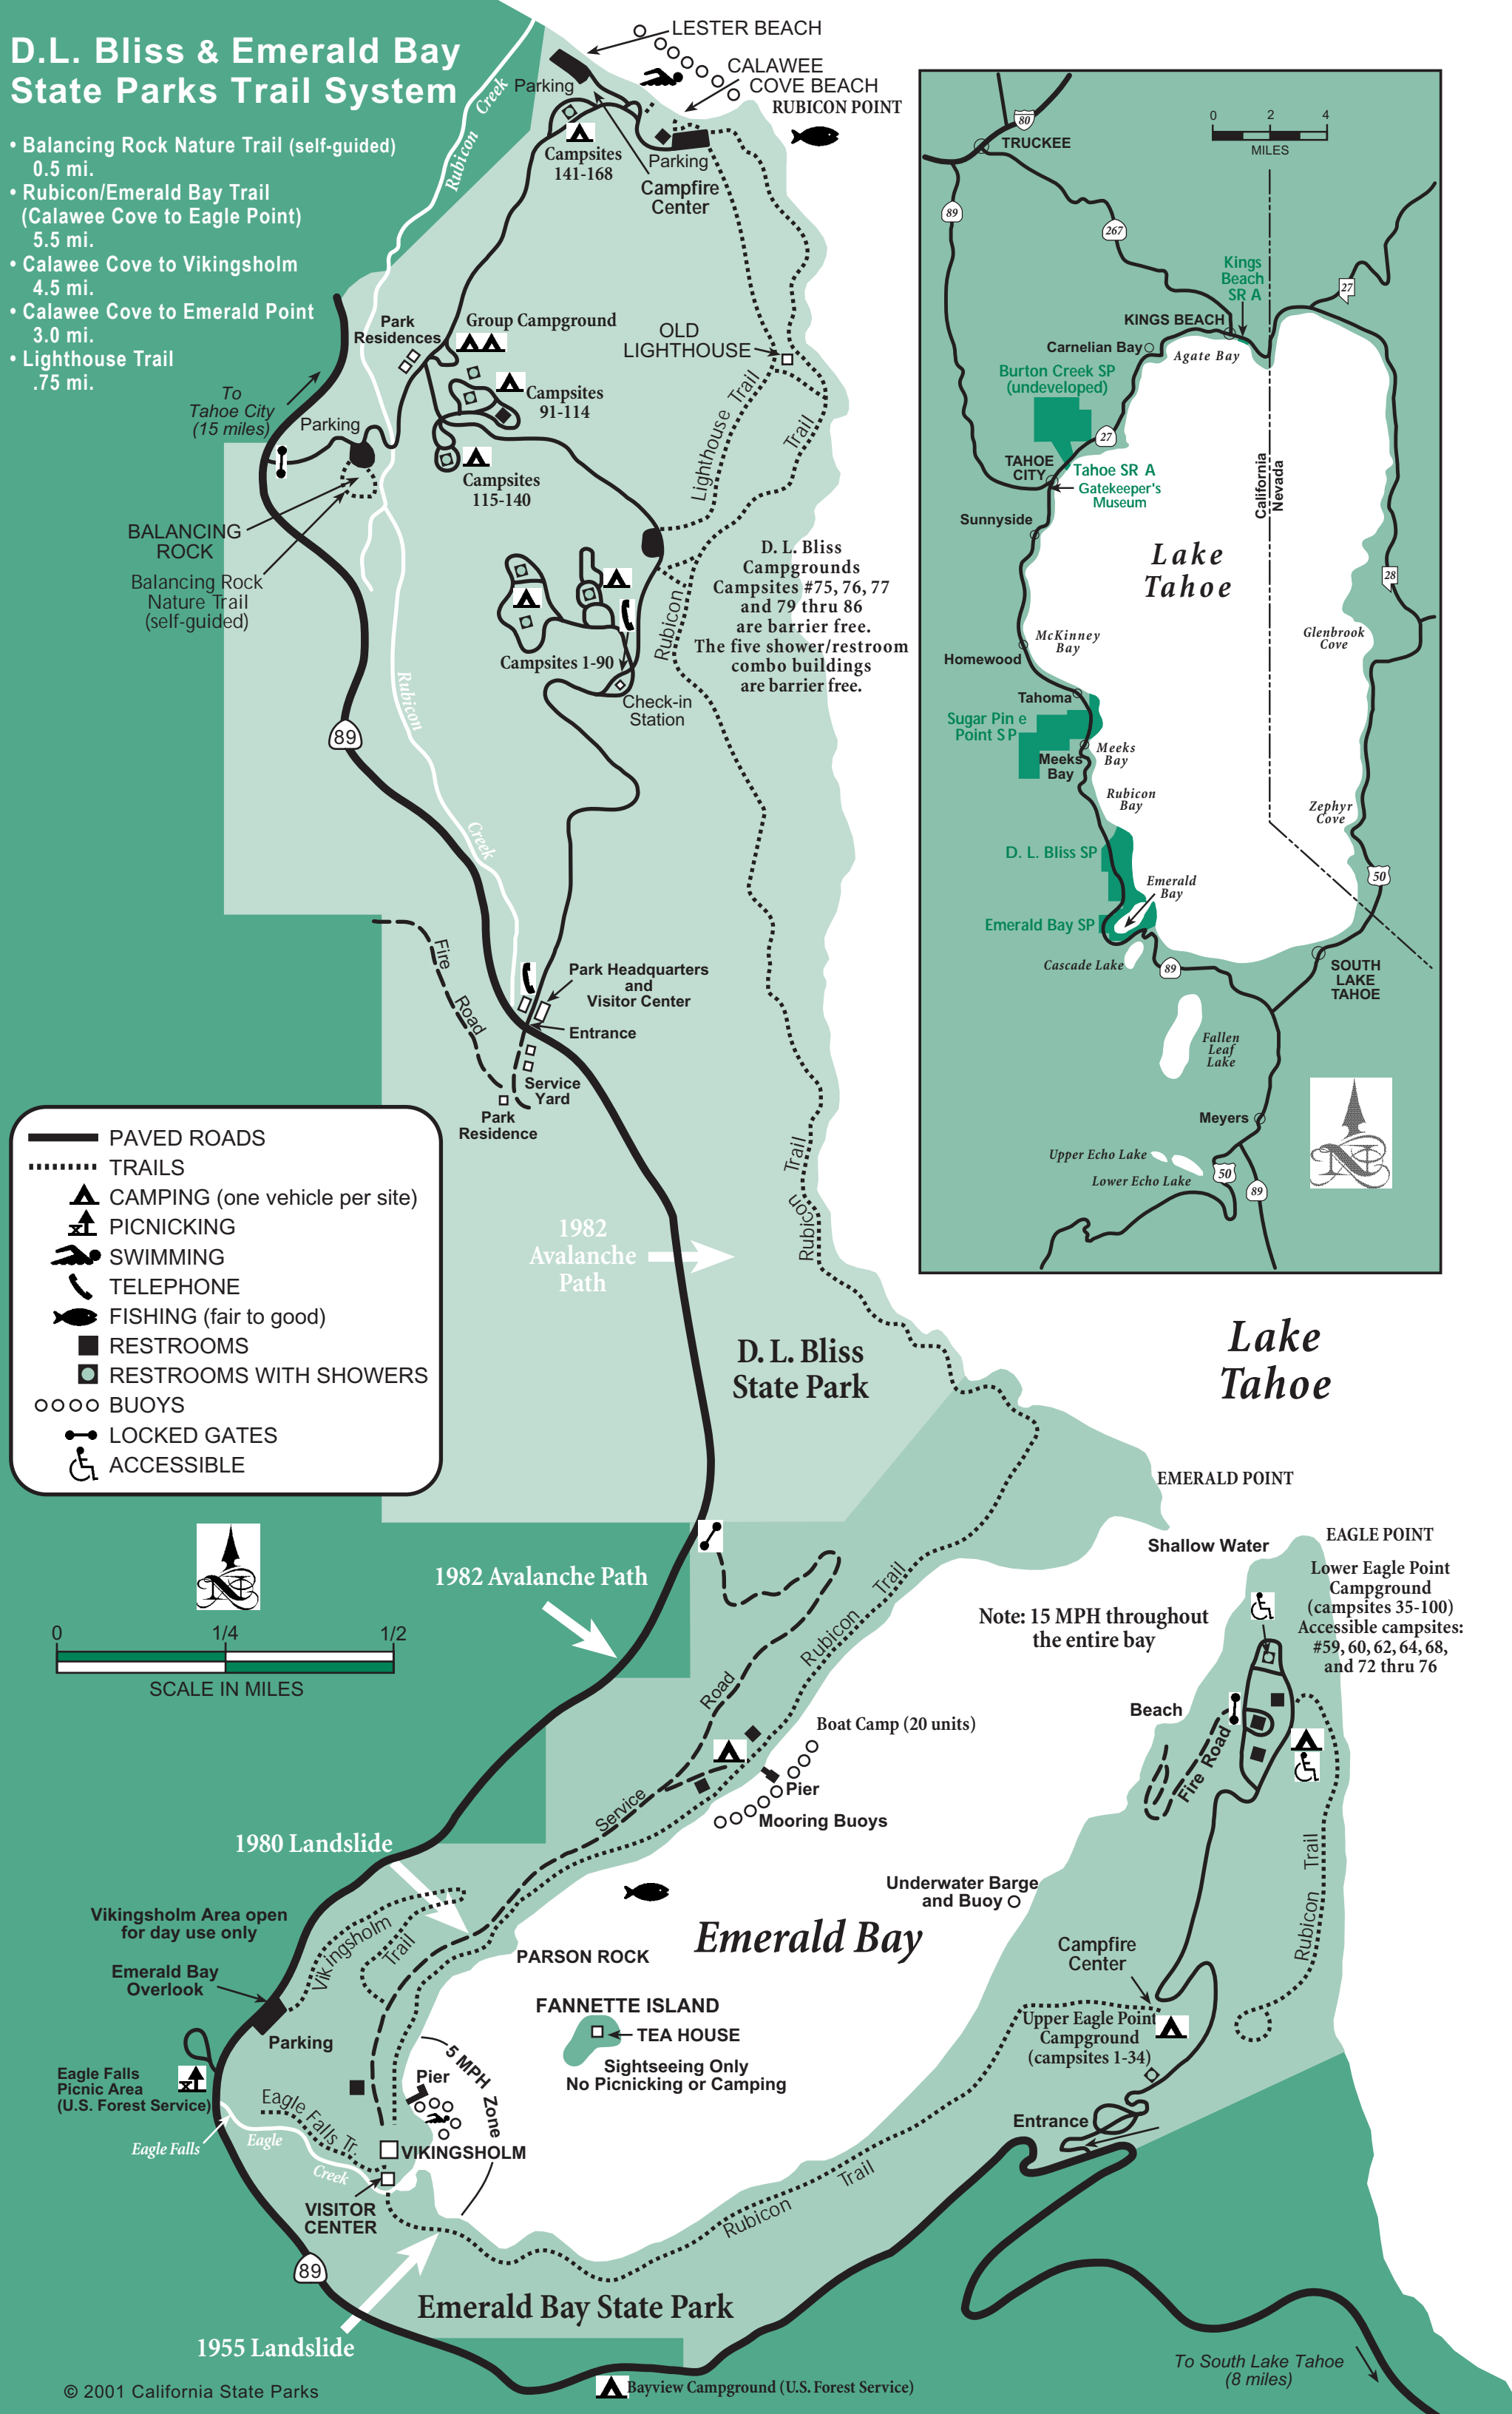 D.L. Bliss & Emerald Bay
State Parks Trail System
• Balancing Rock Nature Trail (self-guided)
0.5 mi.
• Rubicon/Emerald Bay Trail
(Calawee Cove to Eagle Point)
5.5 mi.
• Calawee Cove to Vikingsholm
4.5 mi.
• Calawee Cove to Emerald Point
3.0 mi.
• Lighthouse Trail
.75 mi.
LESTER BEACH
CALAWEE
COVE BEACH
RUBICON POINT
Parking
Rubicon Creek
Campsites
141-168
Parking
Campfire
Center
Park
Residences
Group Campground
OLD
LIGHTHOUSE
To
Tahoe City
(15 miles)
Parking
Campsites
91-114
Lighthouse Trail
Trail
Campsites
115-140
BALANCING
ROCK
Balancing Rock
Nature Trail
(self-guided)
D. L. Bliss
Campgrounds
Campsites #75, 76, 77
and 79 thru 86
are barrier free.
The five shower/restroom
combo buildings
are barrier free.
Rubicon
Campsites 1-90
Check-in
Station
Rubicon
Creek
89
Fire
Road
Park Headquarters
and
Visitor Center
Entrance
Service
Yard
Park
Residence
Trail
Rubicon
PAVED ROADS
TRAILS
CAMPING (one vehicle per site)
PICNICKING
SWIMMING
TELEPHONE
FISHING (fair to good)
RESTROOMS
RESTROOMS WITH SHOWERS
BUOYS
LOCKED GATES
ACCESSIBLE
1982
Avalanche
Path
D. L. Bliss
State Park
Lake
Tahoe
N
0 1/4 1/2
SCALE IN MILES
1982 Avalanche Path
EMERALD POINT
Shallow Water
EAGLE POINT
Lower Eagle Point
Campground
(campsites 35-100)
Accessible campsites:
#59, 60, 62, 64, 68,
and 72 thru 76
Note: 15 MPH throughout
the entire bay
Rubicon Trail
Service Road
Boat Camp (20 units)
Pier
Mooring Buoys
Beach
Fire Road
Rubicon Trail
1980 Landslide
Underwater Barge
and Buoy
Emerald Bay
Vikingsholm Area open
for day use only
Vikingsholm
Trail
Emerald Bay
Overlook
Parking
PARSON ROCK
FANNETTE ISLAND
TEA HOUSE
Sightseeing Only
No Picnicking or Camping
Campfire
Center
Upper Eagle Point
Campground
(campsites 1-34)
Entrance
5 MPH Zone
Pier
Eagle Falls
Picnic Area
(U.S. Forest Service)
Eagle Falls Tr.
Eagle Falls
Eagle
Creek
VIKINGSHOLM
VISITOR
CENTER
Rubicon Trail
89
Emerald Bay State Park
1955 Landslide
Bayview Campground (U.S. Forest Service)
To South Lake Tahoe
(8 miles)
© 2001 California State Parks
80
TRUCKEE
0 2 4
MILES
89
267
Kings
Beach
SR A
27
KINGS BEACH
Carnelian Bay
Agate Bay
Burton Creek SP
(undeveloped)
27
TAHOE
CITY
Tahoe SR A
Gatekeeper's
Museum
California
Nevada
Sunnyside
Lake
Tahoe
28
McKinney
Bay
Homewood
Glenbrook
Cove
Tahoma
Sugar Pin e
Point S P
Meeks
Bay
Meeks
Bay
Rubicon
Bay
Zephyr
Cove
D. L. Bliss SP
Emerald
Bay
50
Emerald Bay SP
Cascade Lake
89
SOUTH
LAKE
TAHOE
Fallen
Leaf
Lake
Meyers
Upper Echo Lake
Lower Echo Lake
50
89
N